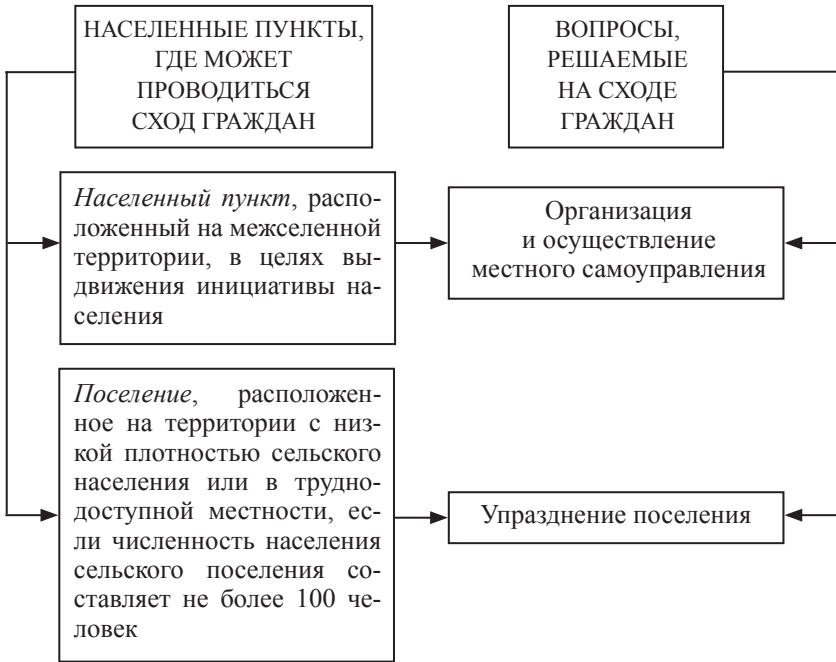 НАСЕЛЕННЫЕ ПУНКТЫ,
ГДЕ МОЖЕТ
ПРОВОДИТЬСЯ
СХОД ГРАЖДАН
ВОПРОСЫ,
РЕШАЕМЫЕ
НА СХОДЕ
ГРАЖДАН
Населенный пункт, распо-
ложенный на межселенной
территории, в целях вы-
движения инициативы на-
селения
Организация
и осуществление
местного самоуправления
Поселение, расположен-
ное на территории с низ-
кой плотностью сельского
населения или в трудно-
доступной местности, ес-
ли численность населения
сельского поселения со-
ставляет не более 100 че-
ловек
Упразднение поселения